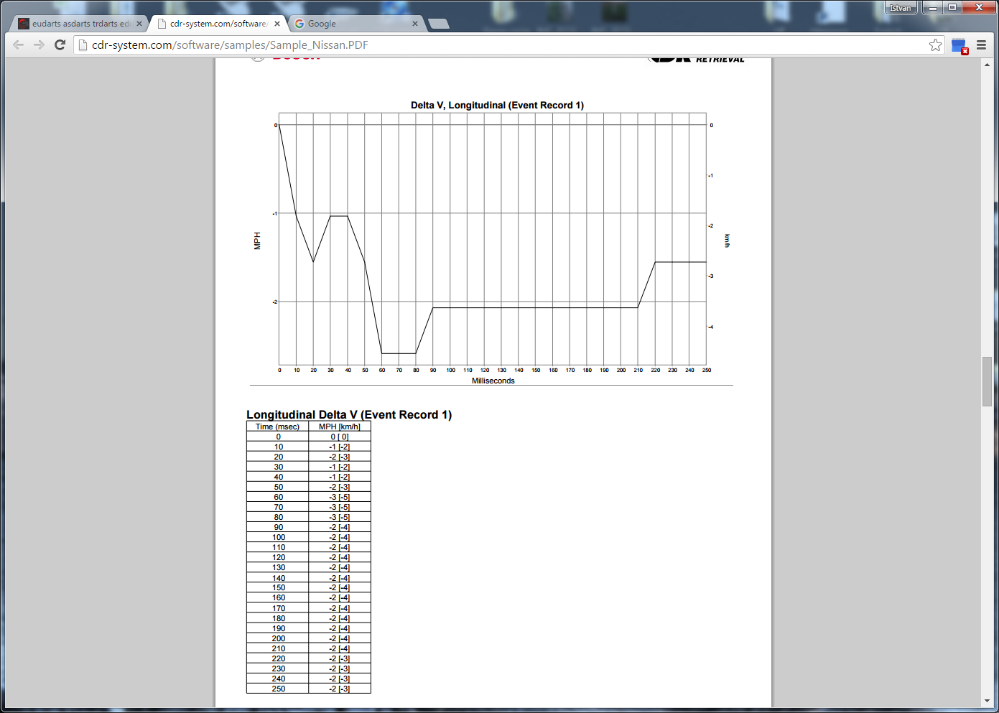 Istvan
eudarts asdarts trdarts ed
cdr-system.com/software/
Google
cdr-system.com/software/samples/Sample_Nissan.PDF
RETRIEVAL
Delta V, Longitudinal (Event Record 1)
0
-1
-2
MPH
0
-1
-2
-3
-4
km/h
0 10 20 30 40 50 60 70 80 90 100 110 120 130 140 150 160 170 180 190 200 210 220 230 240 250
Milliseconds
Longitudinal Delta V (Event Record 1)
Time (msec) MPH [km/h]
0 0 [ 0]
10 -1 [-2]
20 -2 [-3]
30 -1 [-2]
40 -1 [-2]
50 -2 [-3]
60 -3 [-5]
70 -3 [-5]
80 -3 [-5]
90 -2 [-4]
100 -2 [-4]
110 -2 [-4]
120 -2 [-4]
130 -2 [-4]
140 -2 [-4]
150 -2 [-4]
160 -2 [-4]
170 -2 [-4]
180 -2 [-4]
190 -2 [-4]
200 -2 [-4]
210 -2 [-4]
220 -2 [-3]
230 -2 [-3]
240 -2 [-3]
250 -2 [-3]